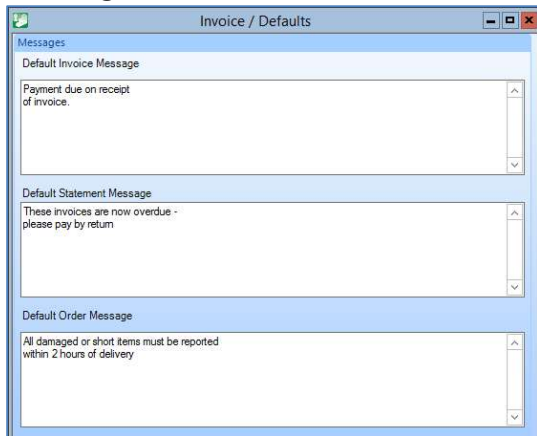 Invoice / Defaults
Messages
Default Invoice Message
Payment due on receipt
of invoice.
Default Statement Message
These invoices are now overdue -
please pay by return
Default Order Message
All damaged or short items must be reported
within 2 hours of delivery